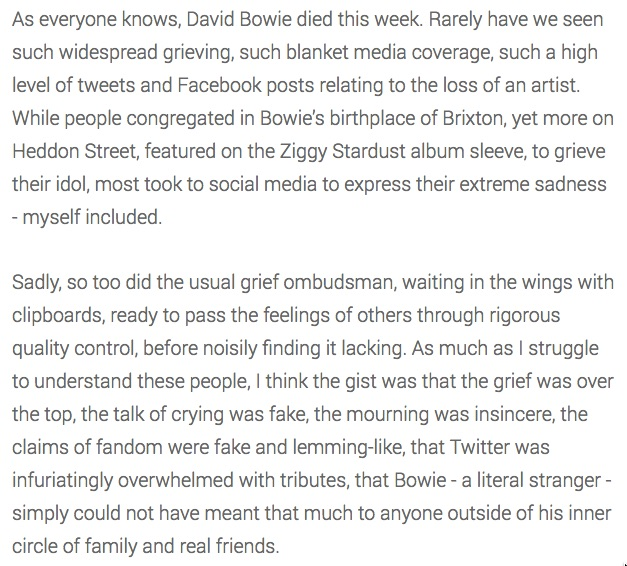 As everyone knows, David Bowie died this week. Rarely have we seen
such widespread grieving, such blanket media coverage, such a high
level of tweets and Facebook posts relating to the loss of an artist.
While people congregated in Bowie's birthplace of Brixton, yet more on
Heddon Street, featured on the Ziggy Stardust album sleeve, to grieve
their idol, most took to social media to express their extreme sadness
- myself included.
Sadly, so too did the usual grief ombudsman, waiting in the wings with
clipboards, ready to pass the feelings of others through rigorous
quality control, before noisily finding it lacking. As much as I struggle
to understand these people, I think the gist was that the grief was over
the top, the talk of crying was fake, the mourning was insincere, the
claims of fandom were fake and lemming-like, that Twitter was
infuriatingly overwhelmed with tributes, that Bowie - a literal stranger -
simply could not have meant that much to anyone outside of his inner
circle of family and real friends.